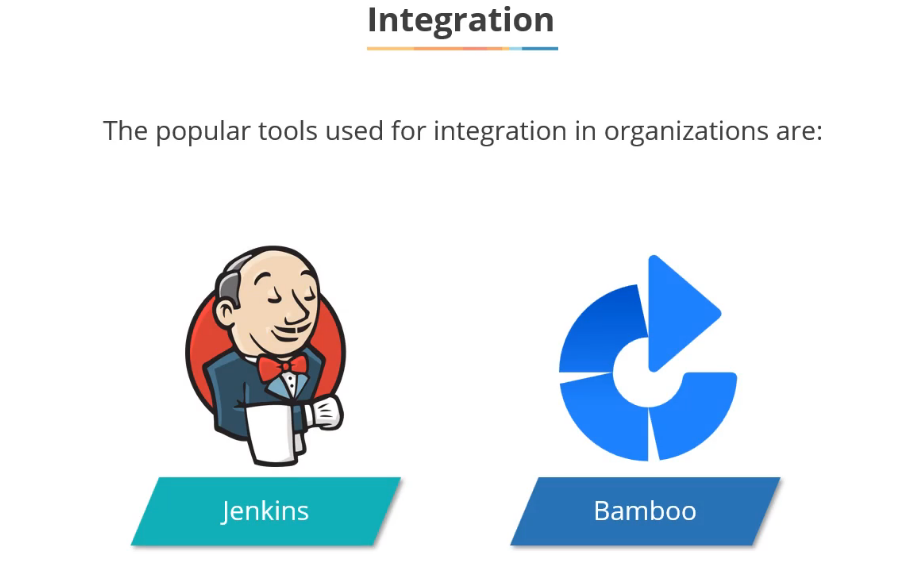 Integration
The popular tools used for integration in organizations are:
Jenkins
Bamboo